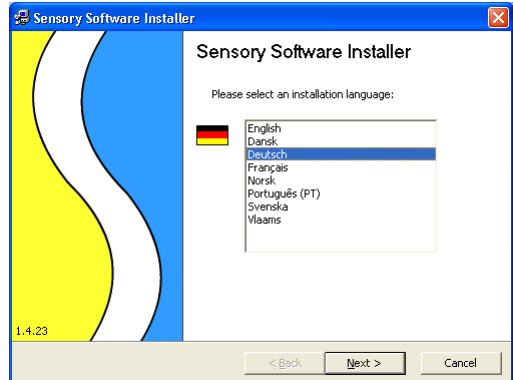 Sensory Software Installer
Sensory Software Installer
Please select an installation language:
English
Dansk
Deutsch
Français
Norsk
Português (PT)
Svenska
Vlaams
1.4.23
< Back Next > Cancel